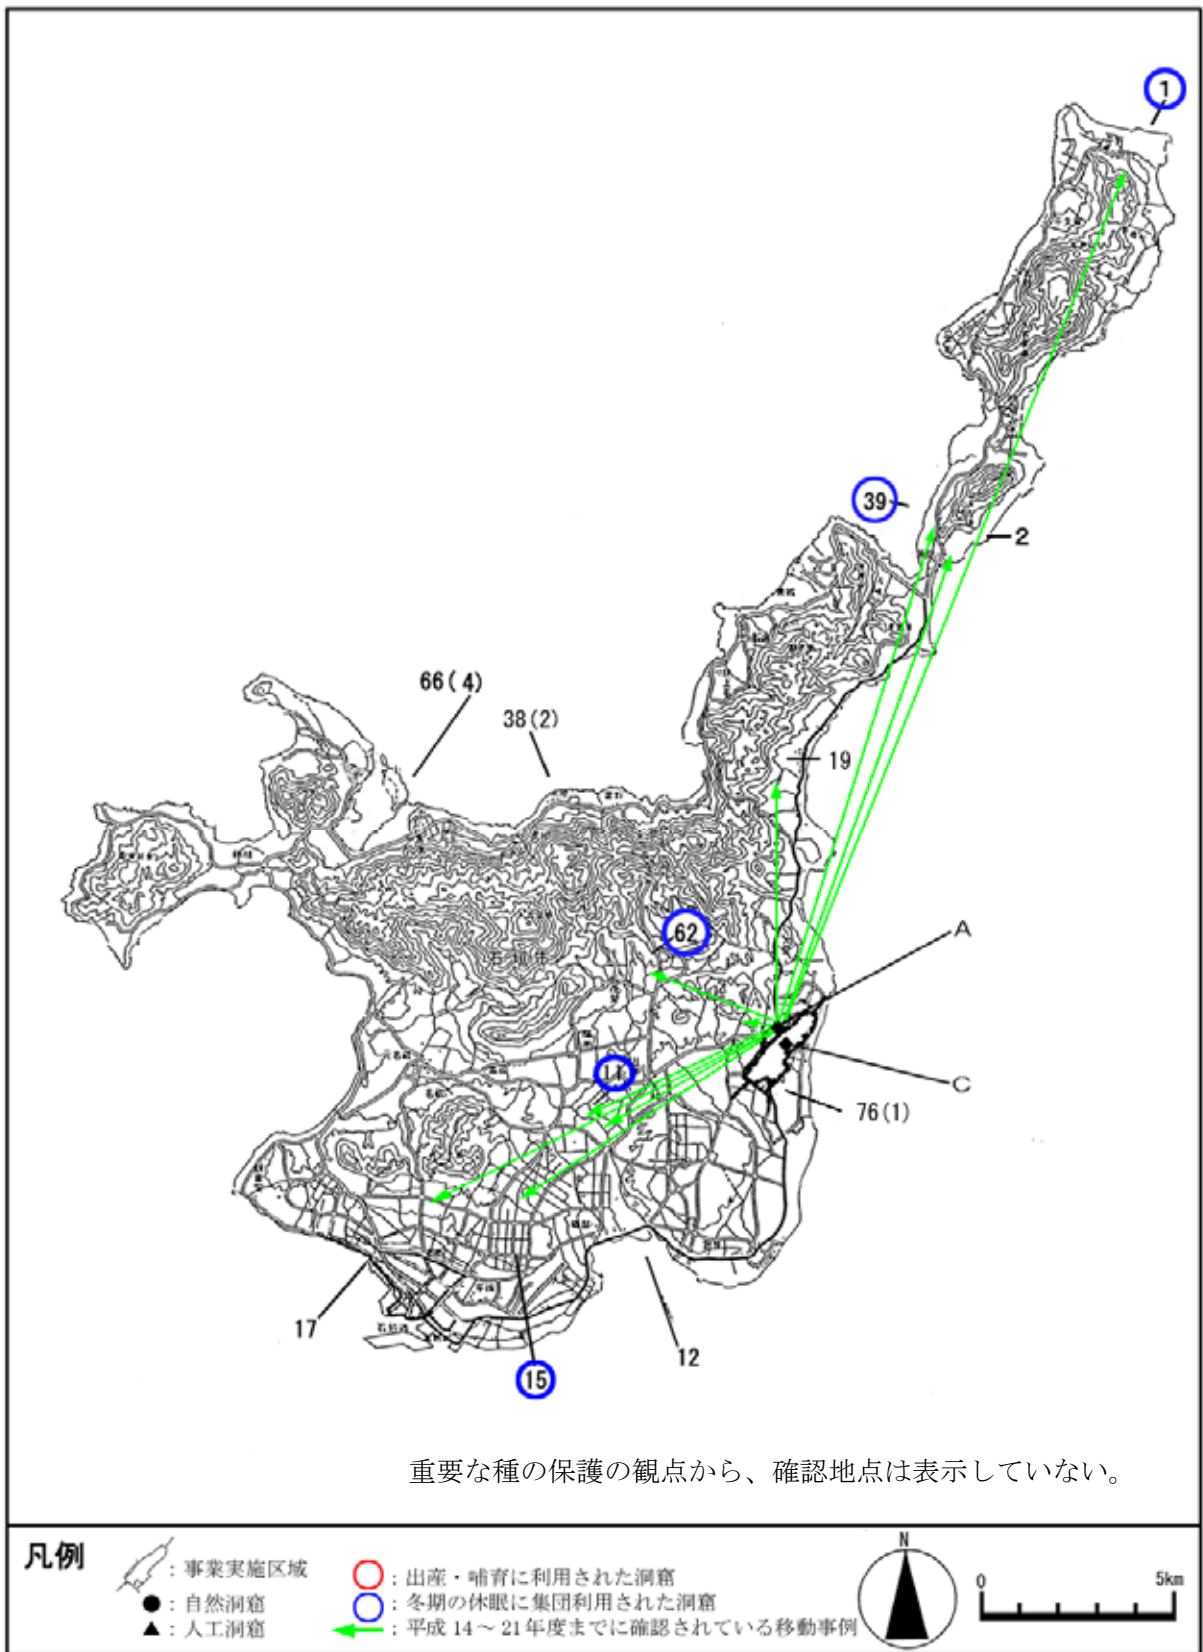 1
39
2
66(4)
38(2)
19
62
A
11
C
76(1)
17
12
15
重要な種の保護の観点から、確認地点は表示していない。
凡例
：事業実施区域
：自然洞窟
：人工洞窟
：出産・哺育に利用された洞窟
：冬期の休眠に集団利用された洞窟
：平成 14～21年度までに確認されている移動事例
N
0 5km